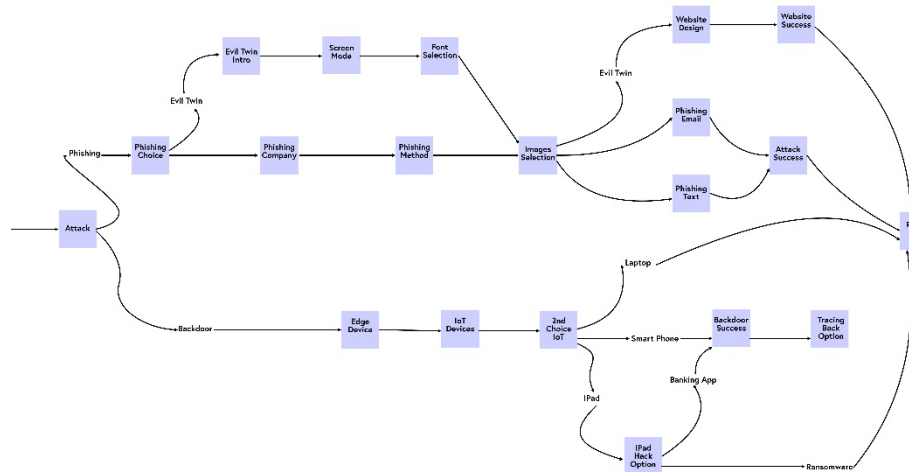 Website
Design
Website
Success
Evil Twin
Intro
Screen
Mode
Font
Selection
Evil Twin
Evil Twin
Phishing
Email
Phishing
Phishing
Choice
Phishing
Company
Phishing
Method
Images
Selection
Attack
Success
Phishing
Text
Attack
Laptop
Backdoor
Edge
Device
IoT
Devices
2nd
Choice
IoT
Smart Phone
Backdoor
Success
Tracing
Back
Option
Banking App
IPad
IPad
Hack
Option
Ransomware